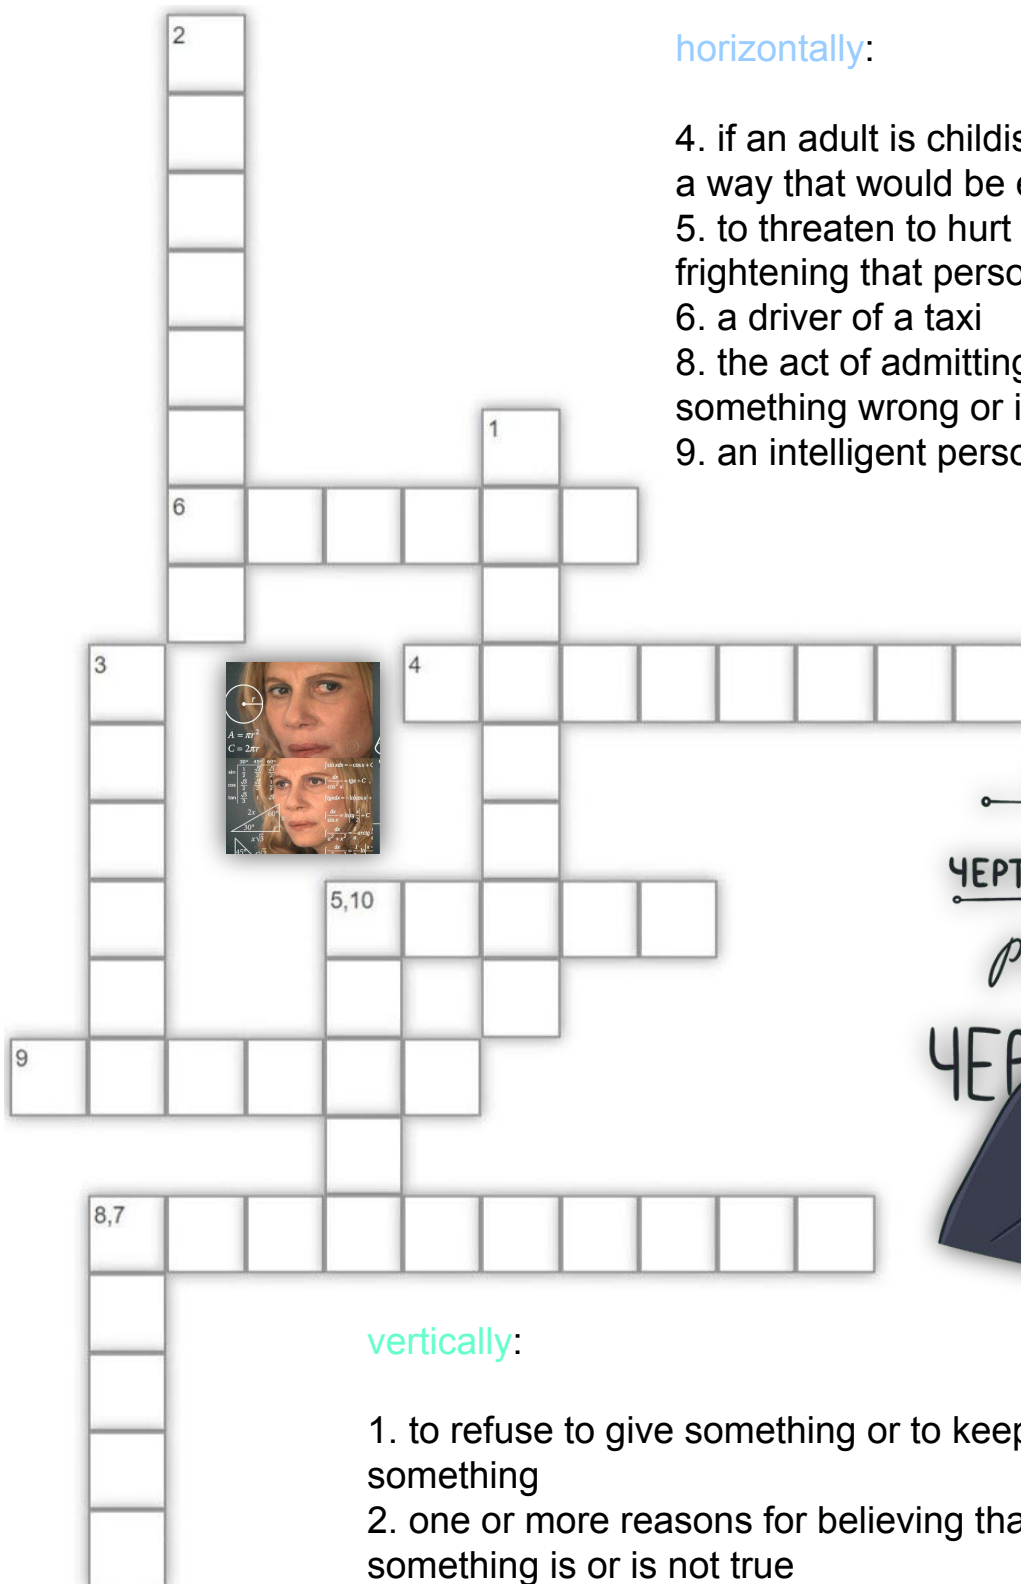 2
horizontally:
4. if an adult is childis
a way that would be e
5. to threaten to hurt
frightening that perso
6. a driver of a taxi
8. the act of admitting
something wrong or i
9. an intelligent perso
1
6
3
4
r
A = πr²
C = 2πr
5,10
ЧЕРТ
9
8,7
vertically:
1. to refuse to give something or to keep
something
2. one or more reasons for believing tha
something is or is not true